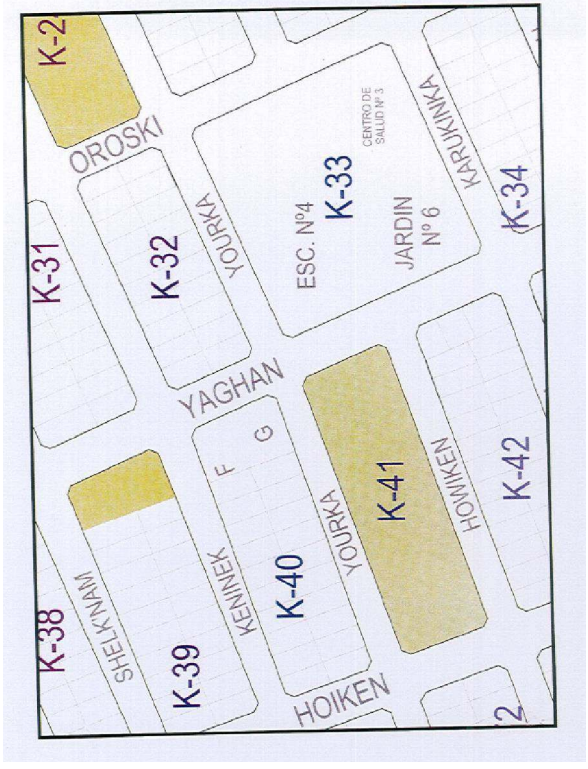 K-2
OROSKI
K-31
K-32
YOURKA
CENTRO DE
SALUD Nº 3
ESC. Nº4
K-33
JARDIN
Nº 6
KARUKINKA
K-34
YAGHAN
F
G
K-38
SHELK'NAM
K-39
KENINEK
K-40
YOURKA
K-41
HOWIKEN
K-42
HOIKEN
2